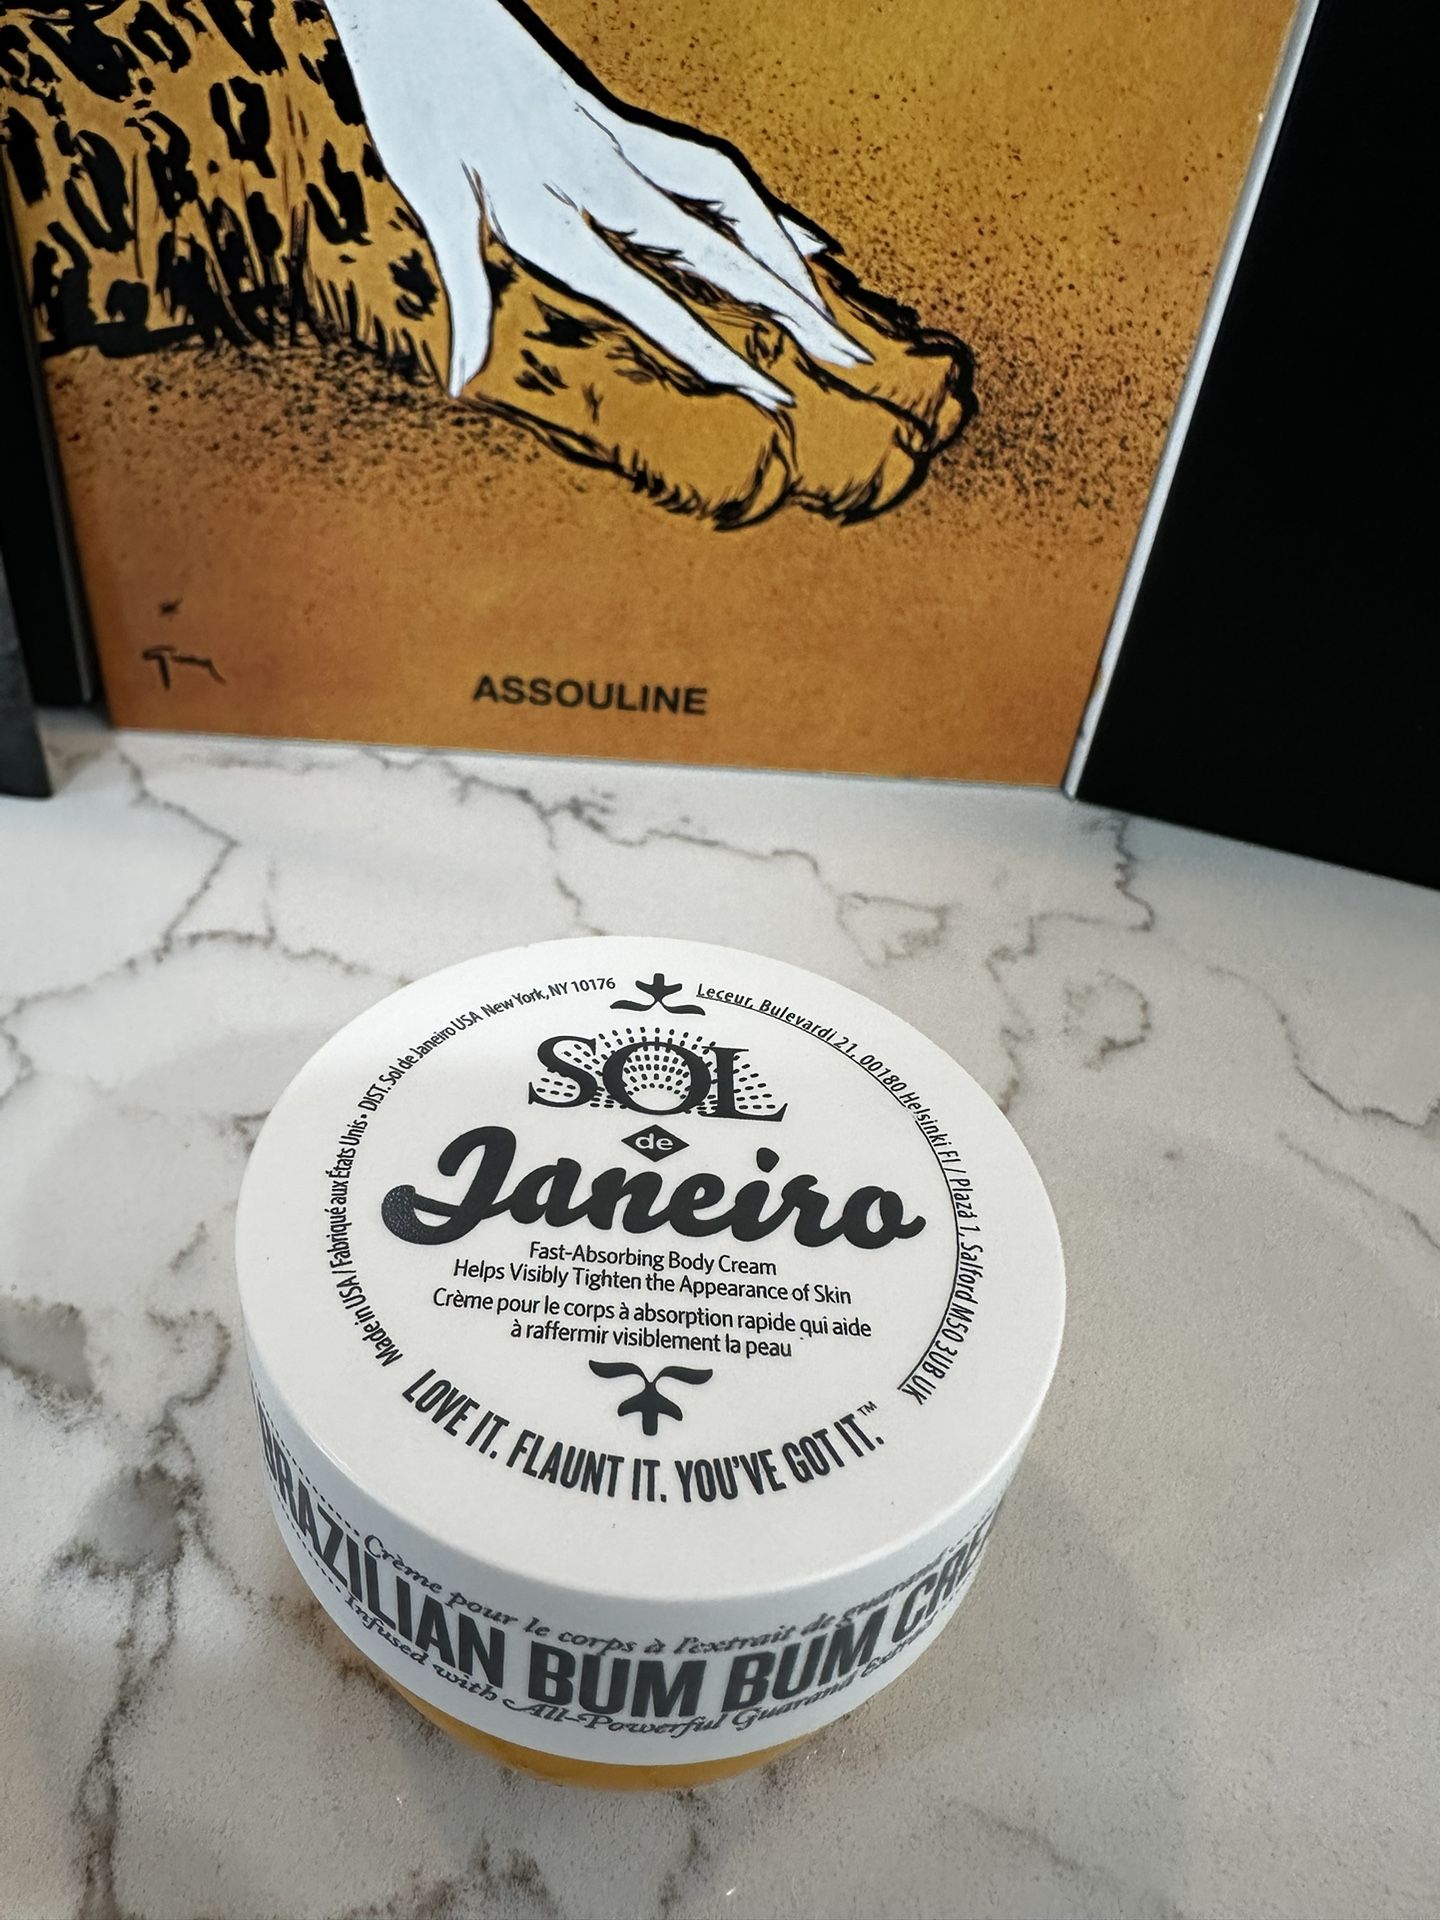 ASSOULINE
Made in USA / Fabriqué aux États Unis • DIST. Sol de Janeiro USA New York, NY 10176
Leceur, Bulevardi 21, 00180 Helsinki FI / Plaza 1, Salford M50 3UB UK
SOL
de
Janeiro
Fast-Absorbing Body Cream
Helps Visibly Tighten the Appearance of Skin
Crème pour le corps à absorption rapide qui aide
à raffermir visiblement la peau
LOVE IT. FLAUNT IT. YOU'VE GOT IT.™
Crème pour le corps à l'extrait de guarana
BRAZILIAN BUM BUM CRE
Infused with All-Powerful Guaraná Extract